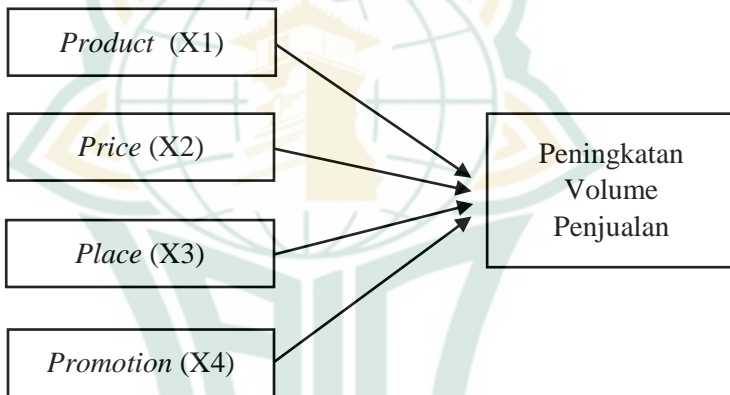 Product (X1)
Price (X2)
Place (X3)
Promotion (X4)
Peningkatan
Volume
Penjualan